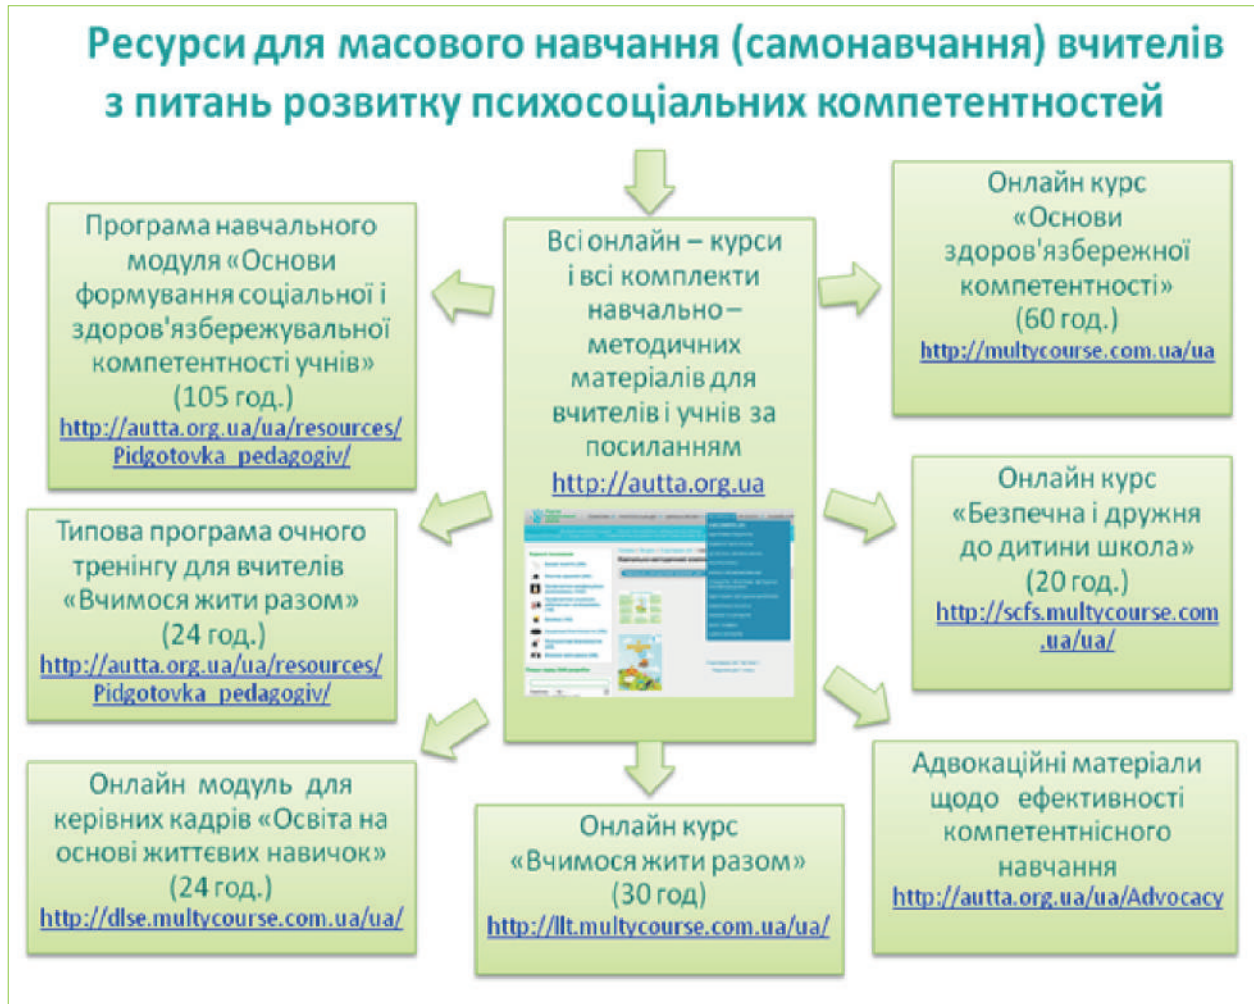 Ресурси для масового навчання (самонавчання) вчителів
з питань розвитку психосоціальних компетентностей
Програма навчального
модуля «Основи
формування соціальної і
здоров'язбережувальної
компетентності учнів»
(105 год.)
http://autta.org.ua/ua/resources/
Pidgotovka_pedagogiv/
Типова програма очного
тренінгу для вчителів
«Вчимося жити разом»
(24 год.)
http://autta.org.ua/ua/resources/
Pidgotovka_pedagogiv/
Онлайн модуль для
керівних кадрів «Освіта на
основі життєвих навичок»
(24 год.)
http://dlse.multycourse.com.ua/ua/
Всі онлайн – курси
і всі комплекти
навчально –
методичних
матеріалів для
вчителів і учнів за
посиланням
http://autta.org.ua
Онлайн курс
«Вчимося жити разом»
(30 год)
http://llt.multycourse.com.ua/ua/
Онлайн курс
«Основи
здоров'язбережної
компетентності»
(60 год.)
http://multycourse.com.ua/ua
Онлайн курс
«Безпечна і дружня
до дитини школа»
(20 год.)
http://scfs.multycourse.com
.ua/ua/
Адвокаційні матеріали
щодо ефективності
компетентнісного
навчання
http://autta.org.ua/ua/Advocacy